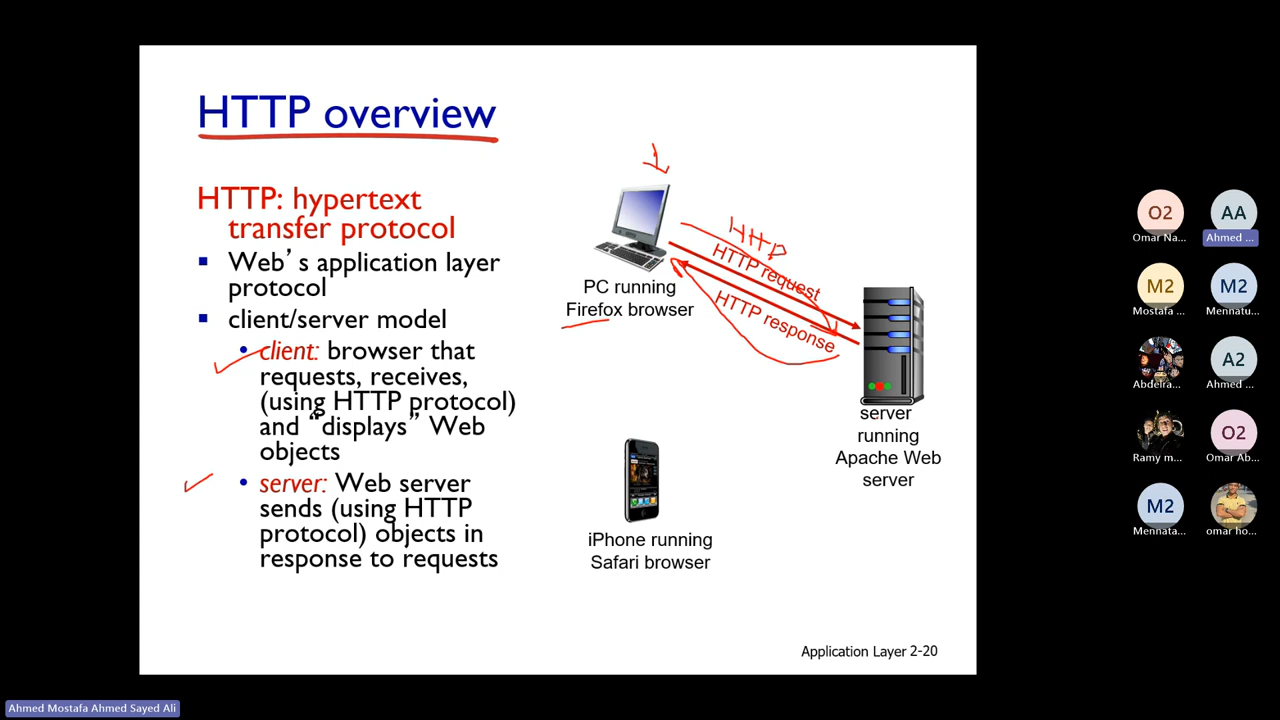 HTTP overview
HTTP: hypertext
transfer protocol
Web's application layer
protocol
client/server model
client: browser that
requests, receives,
(using HTTP protocol)
and "displays" Web
objects
server: Web server
sends (using HTTP
protocol) objects in
response to requests
HTTP
HTTP request
HTTP response
PC running
Firefox browser
server
running
Apache Web
server
iPhone running
Safari browser
Application Layer 2-20
O2
Omar Na...
AA
Ahmed ...
M2
Mostafa ...
M2
Mennatu...
Abdelra...
A2
Ahmed ...
Ramy m...
O2
Omar Ab...
M2
Mennata...
omar ho...
Ahmed Mostafa Ahmed Sayed Ali